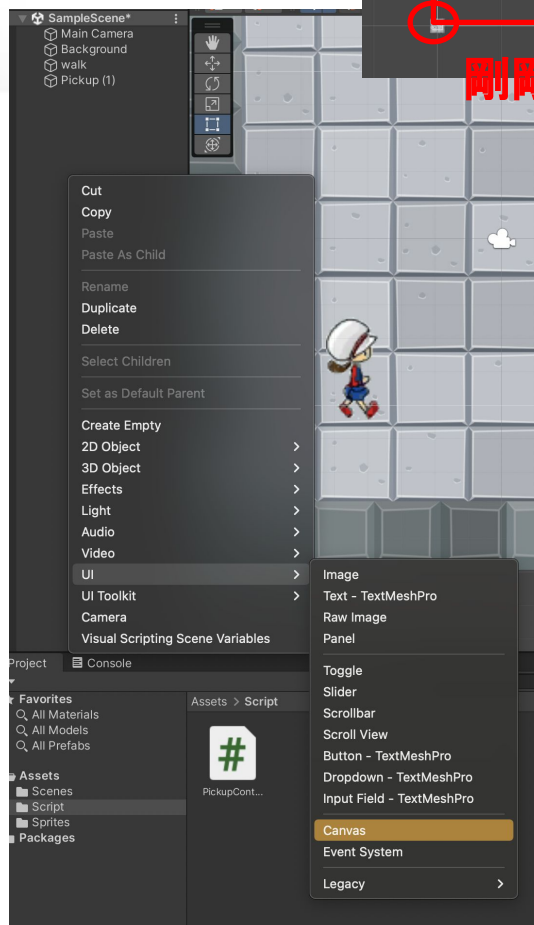 SampleScene*
Main Camera
Background
walk
Pickup (1)
剛
Cut
Copy
Paste
Paste As Child
Rename
Duplicate
Delete
Select Children
Set as Default Parent
Create Empty
2D Object
3D Object
Effects
Light
Audio
Video
UI
UI Toolkit
Camera
Visual Scripting Scene Variables
Image
Text - TextMeshPro
Raw Image
Panel
Toggle
Slider
Scrollbar
Scroll View
Button - TextMeshPro
Dropdown - TextMeshPro
Input Field - TextMeshPro
Canvas
Event System
Legacy
Project
Console
Favorites
All Materials
All Models
All Prefabs
Assets
Scenes
Script
Sprites
Packages
Assets > Script
#
PickupCont...